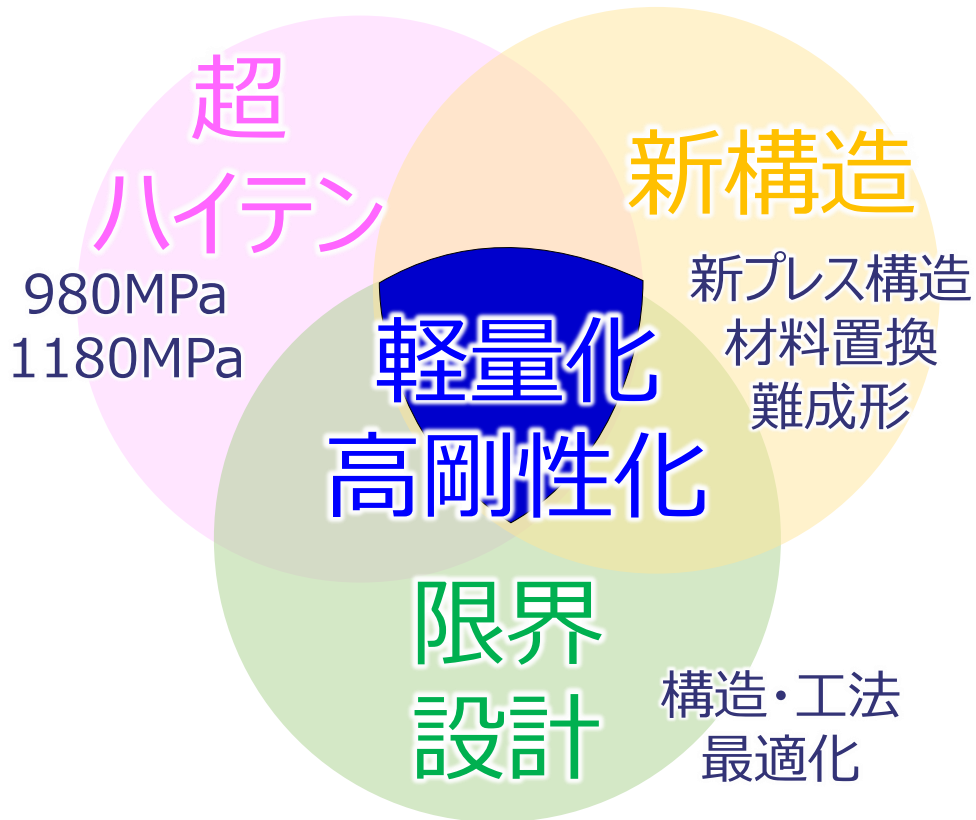 超
ハイテン
980MPa
1180MPa
新構造
新プレス構造
材料置換
難成形
軽量化
高剛性化
限界
設計
構造・工法
最適化